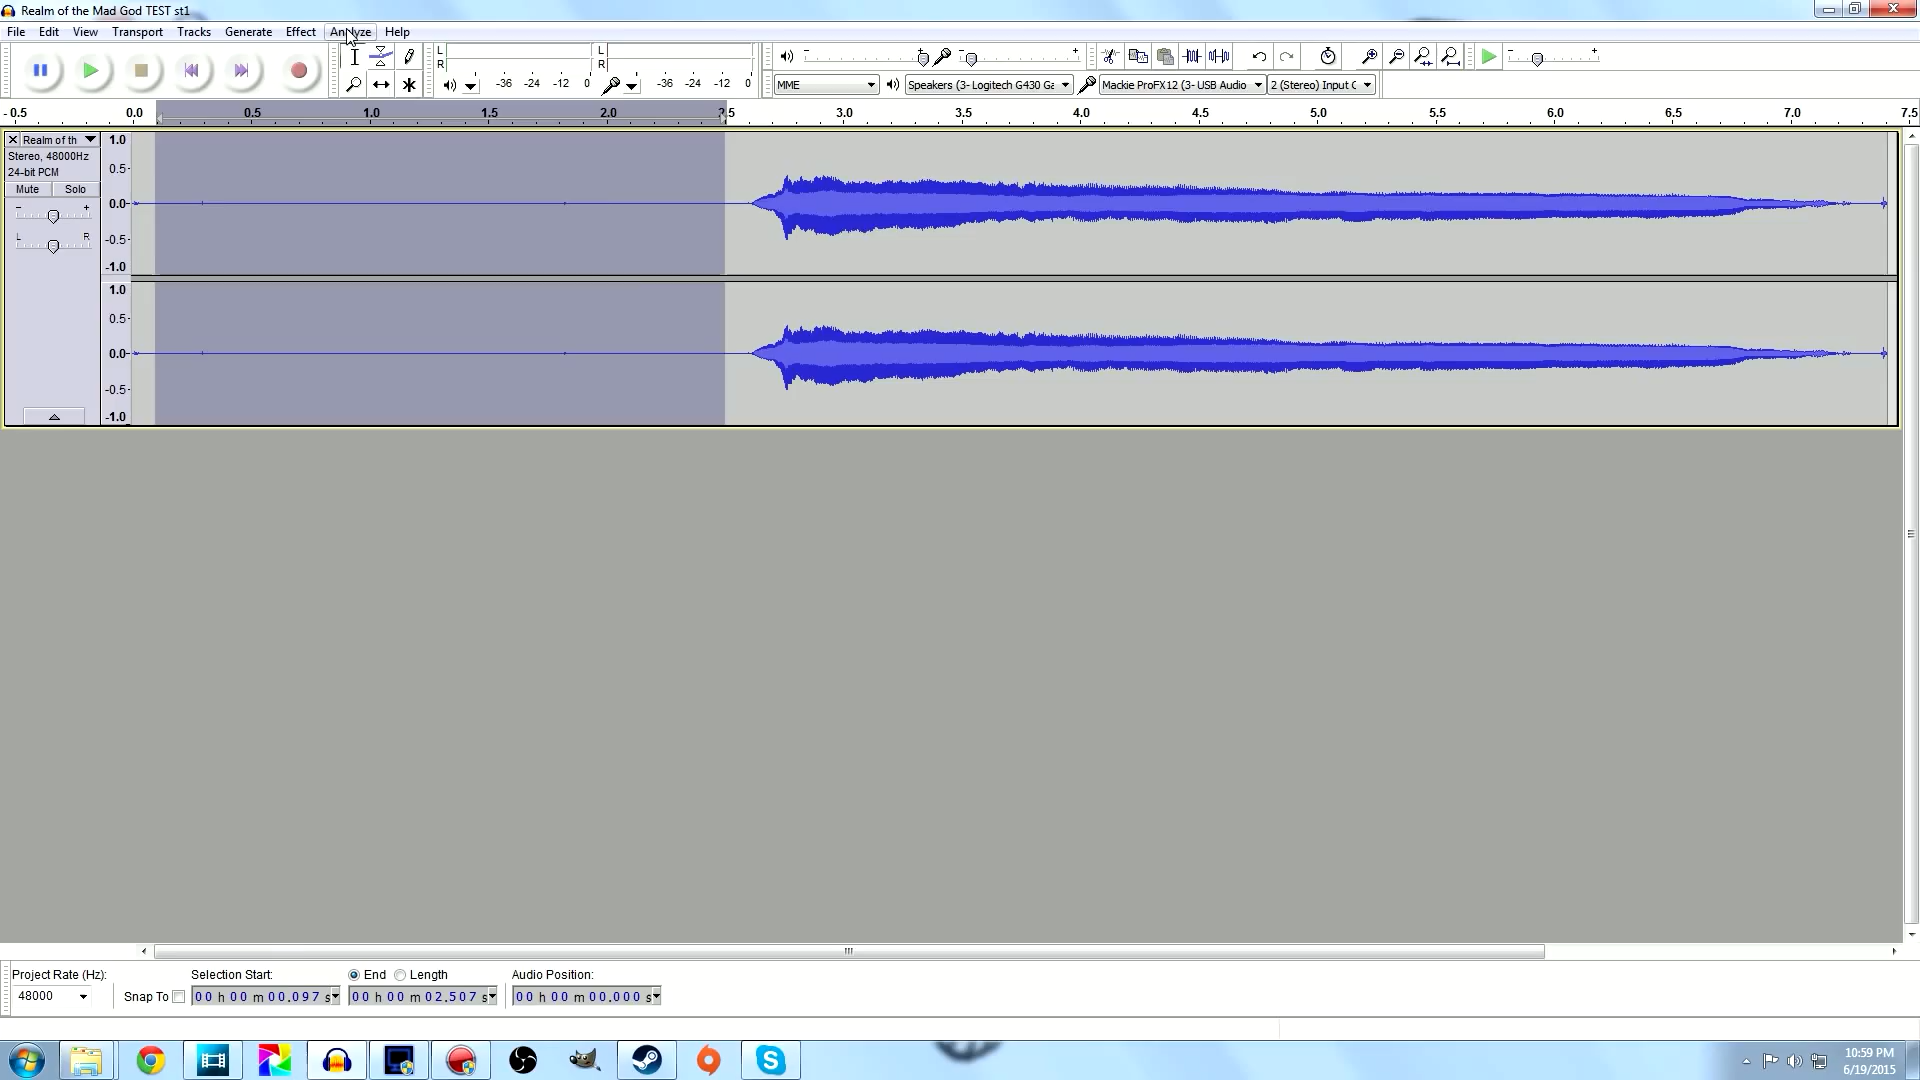 Realm of the Mad God TEST st1
File Edit View Transport Tracks Generate Effect Analyze Help
L
R
-36 -24 -12 0
L
R
-36 -24 -12 0
MME
Speakers (3- Logitech G430 Ga
Mackie ProFX12 (3- USB Audio
2 (Stereo) Input C
- 0.5 0.0 0.5 1.0 1.5 2.0 2.5 3.0 3.5 4.0 4.5 5.0 5.5 6.0 6.5 7.0 7.5
Realm of th
Stereo, 48000Hz
24-bit PCM
Mute Solo
- +
L R
1.0
0.5-
0.0-
-0.5-
-1.0
1.0
0.5-
0.0-
-0.5-
-1.0
Project Rate (Hz):
48000
Snap To
Selection Start:
00 h 00 m 00.097 s
End Length
00 h 00 m 02.507 s
Audio Position:
00 h 00 m 00.000 s
10:59 PM
6/19/2015